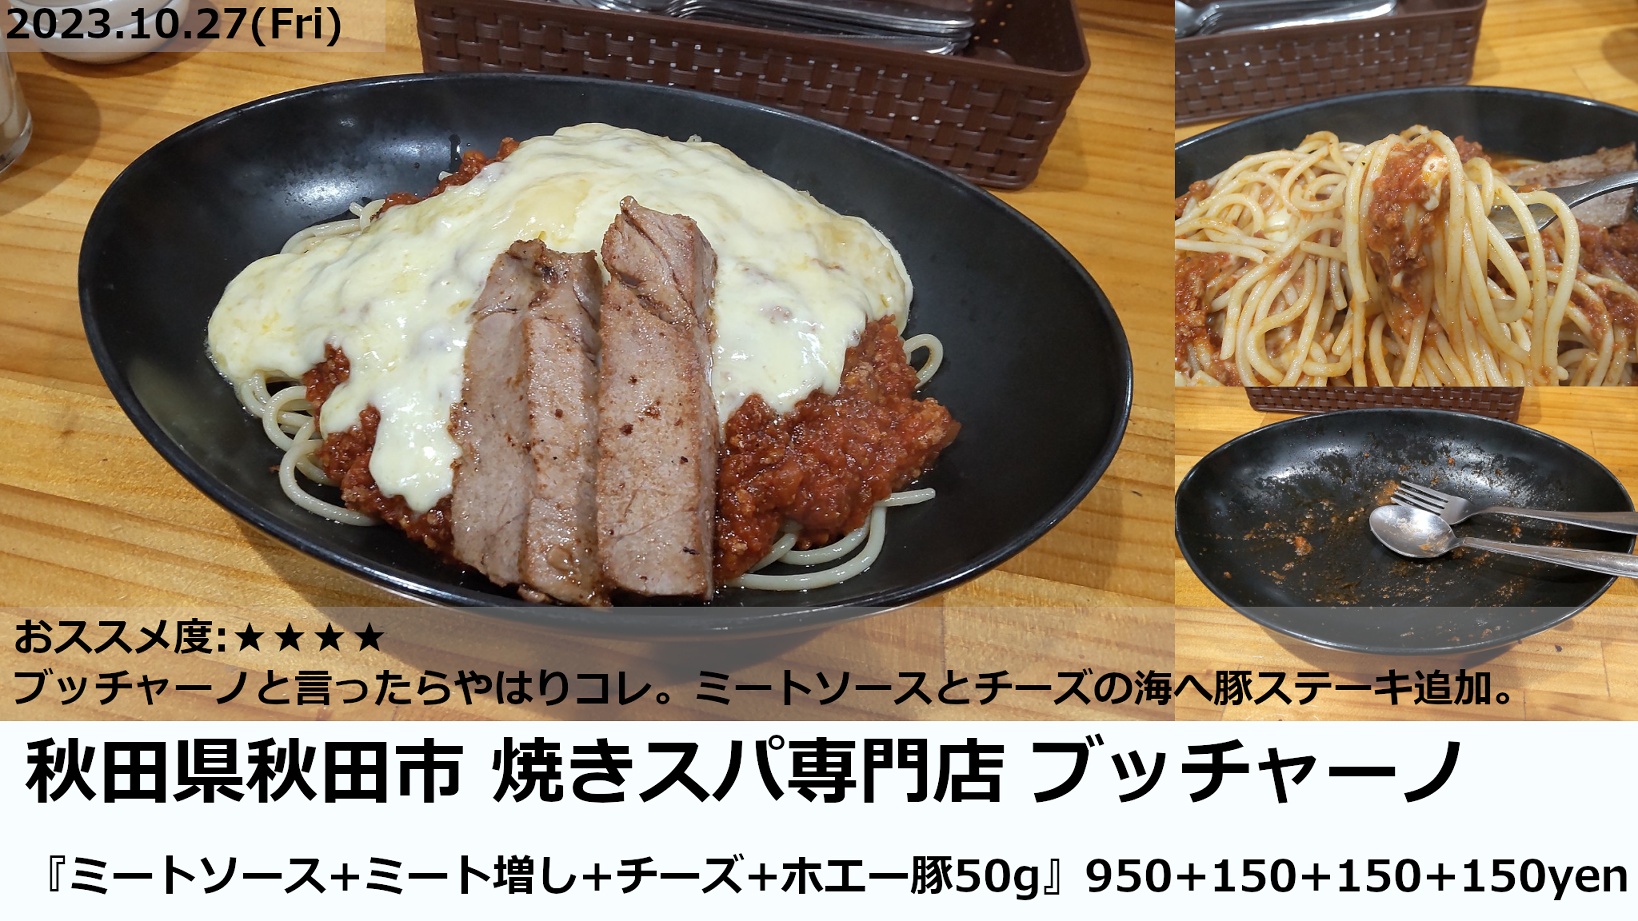 2023.10.27(Fri)
おススメ度:★★★★
ブッチャーノと言ったらやはりコレ。ミートソースとチーズの海へ豚ステーキ追加。
秋田県秋田市 焼きスパ専門店 ブッチャーノ
『ミートソース+ミート増し+チーズ+ホエー豚50g』950+150+150+150yen